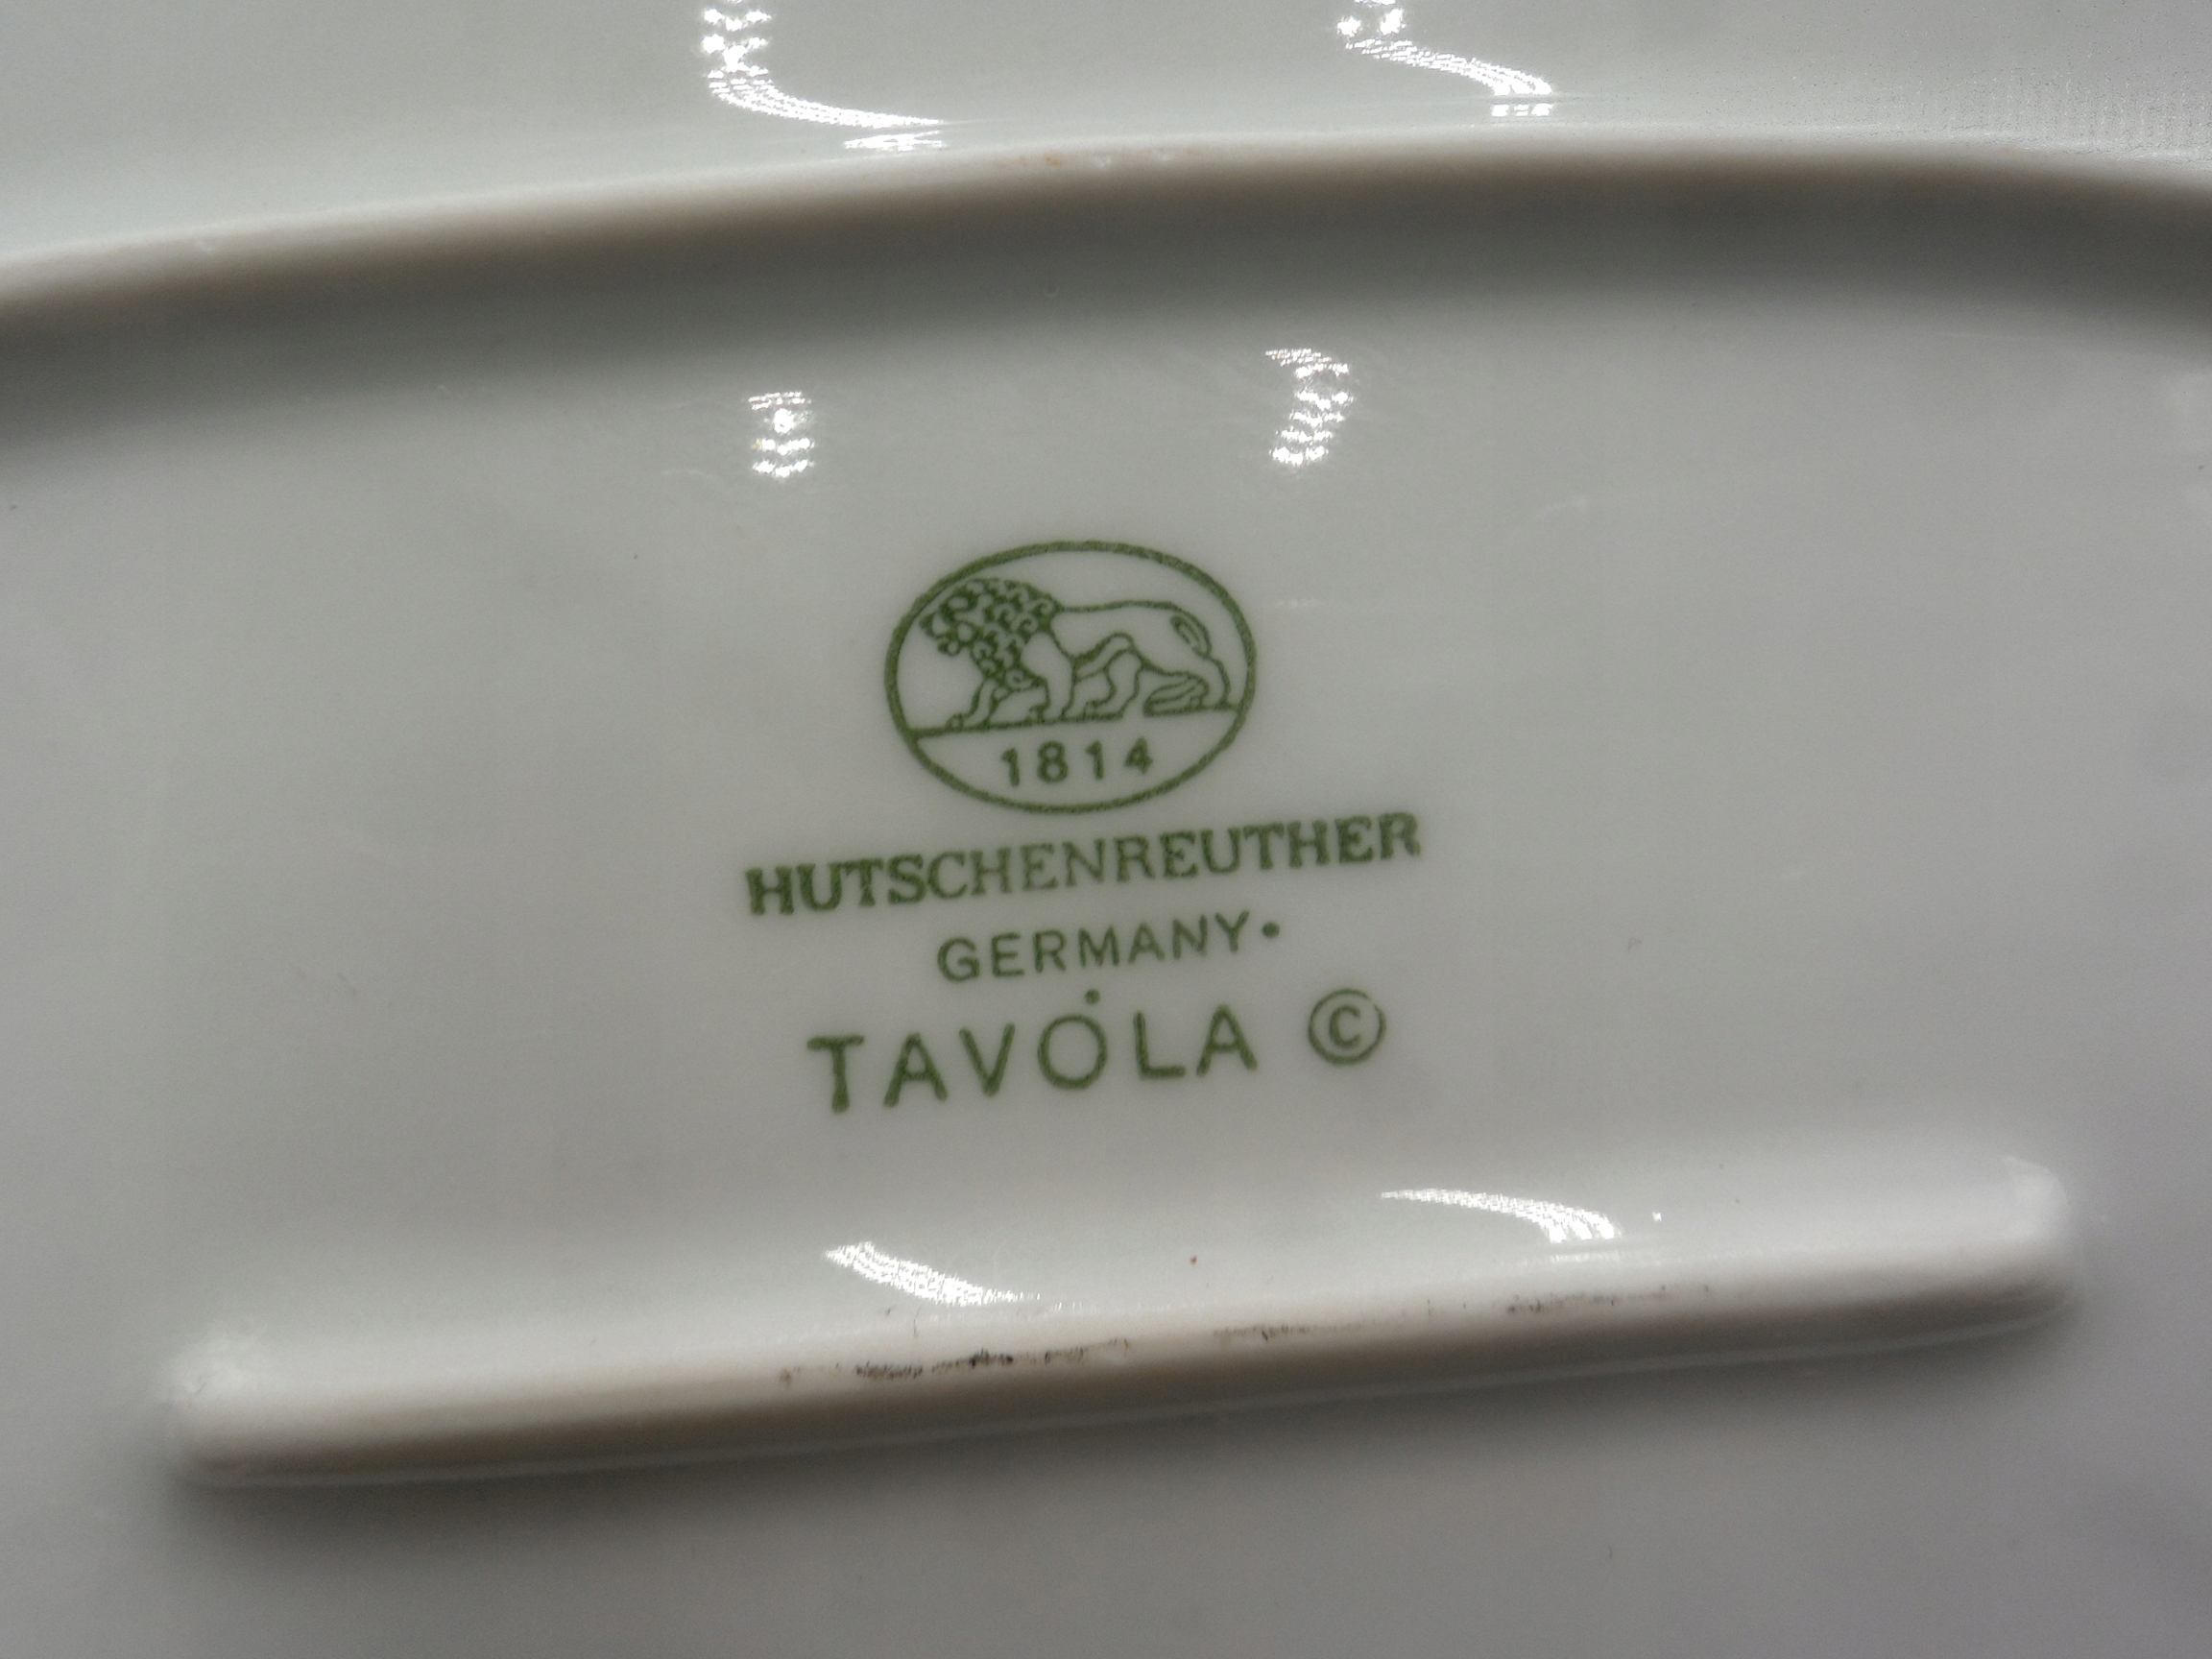 1814
HUTSCHENREUTHER
GERMANY•
TAVOLA ©